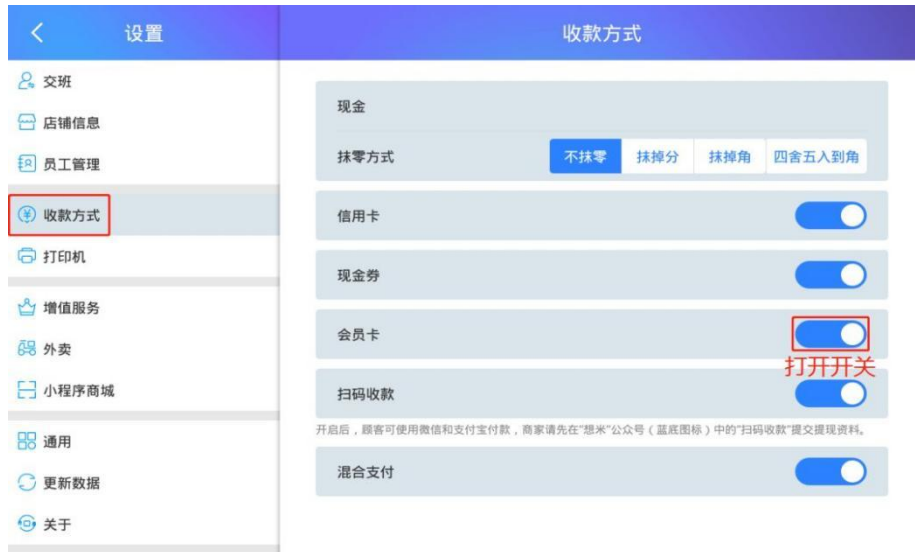 设置
收款方式
交班
店铺信息
员工管理
收款方式
打印机
增值服务
外卖
小程序商城
通用
更新数据
关于
现金
抹零方式 不抹零 抹掉分 抹掉角 四舍五入到角
信用卡
现金券
会员卡
打开开关
扫码收款
开启后，顾客可使用微信和支付宝付款，商家请先在"想米"公众号（蓝底图标）中的"扫码收款"提交提现资料。
混合支付